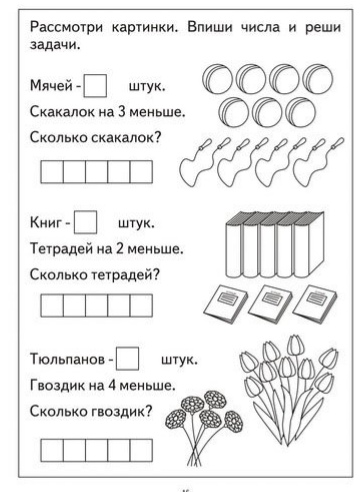 Рассмотри картинки. Впиши числа и реши
задачи.
Мячей - штук.
Скакалок на 3 меньше.
Сколько скакалок?
Книг - штук.
Тетрадей на 2 меньше.
Сколько тетрадей?
Тюльпанов - штук.
Гвоздик на 4 меньше.
Сколько гвоздик?